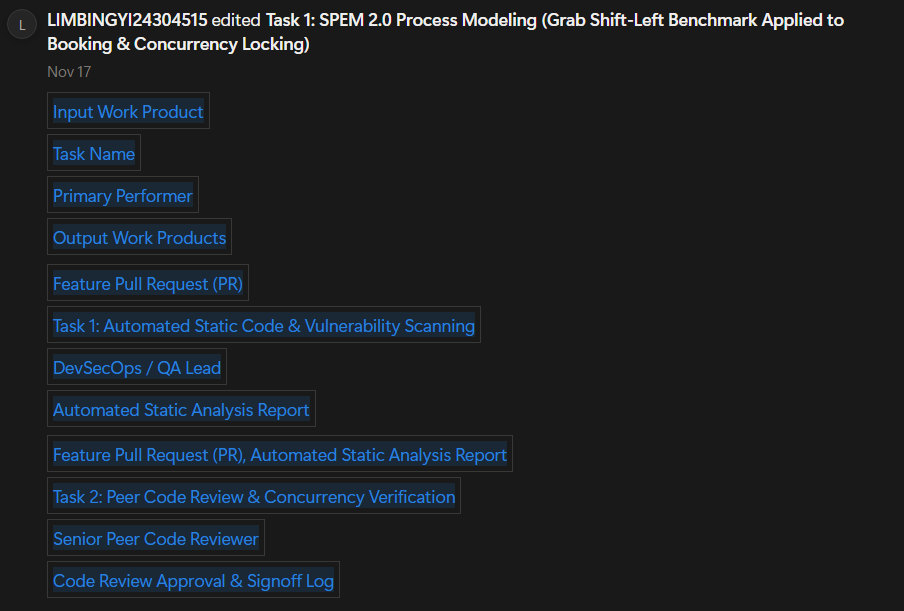 L
LIMBINGYI24304515 edited Task 1: SPEM 2.0 Process Modeling (Grab Shift-Left Benchmark Applied to
Booking & Concurrency Locking)
Nov 17
Input Work Product
Task Name
Primary Performer
Output Work Products
Feature Pull Request (PR)
Task 1: Automated Static Code & Vulnerability Scanning
DevSecOps / QA Lead
Automated Static Analysis Report
Feature Pull Request (PR), Automated Static Analysis Report
Task 2: Peer Code Review & Concurrency Verification
Senior Peer Code Reviewer
Code Review Approval & Signoff Log